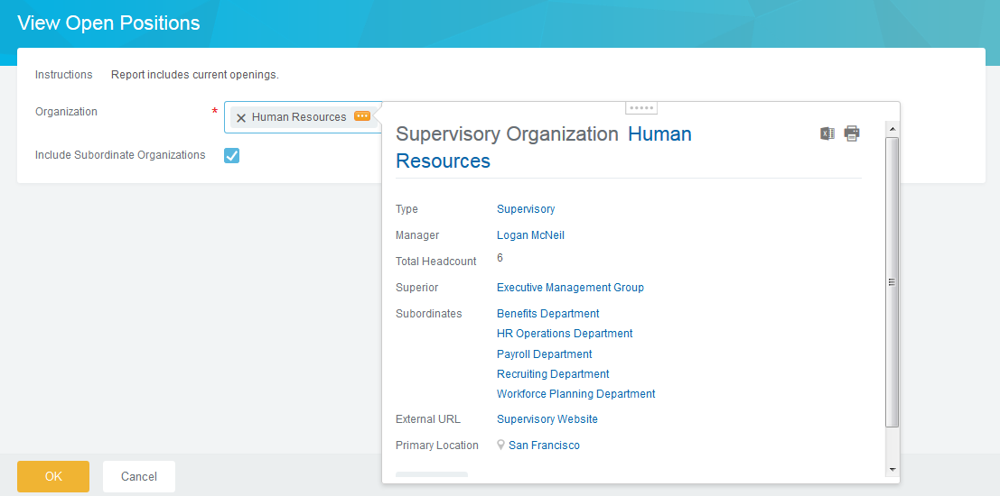 View Open Positions
Instructions Report includes current openings.
Organization * Human Resources
Include Subordinate Organizations
Supervisory Organization Human
Resources
Type Supervisory
Manager Logan McNeil
Total Headcount 6
Superior Executive Management Group
Subordinates Benefits Department
HR Operations Department
Payroll Department
Recruiting Department
Workforce Planning Department
External URL Supervisory Website
Primary Location San Francisco
OK Cancel